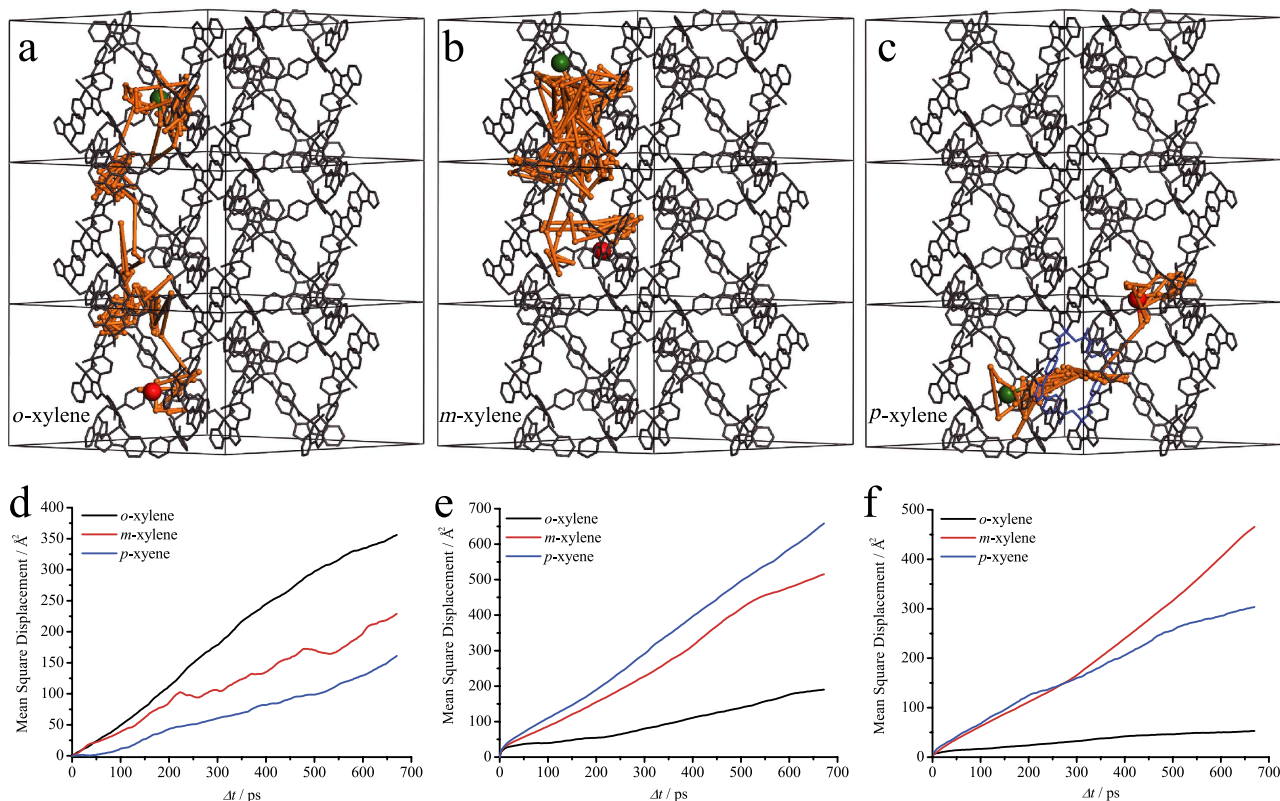 a
b
c
o-xylene
m-xylene
p-xylene
d
400
350
300
250
200
150
100
50
0
Mean Square Displacement / Å²
o-xylene
m-xylene
p-xyene
0 100 200 300 400 500 600 700
Δt / ps
e
700
600
500
400
300
200
100
0
Mean Square Displacement / Å²
o-xylene
m-xylene
p-xylene
0 100 200 300 400 500 600 700
Δt / ps
f
500
400
300
200
100
0
Mean Square Displacement / Å²
o-xylene
m-xylene
p-xylene
0 100 200 300 400 500 600 700
Δt / ps